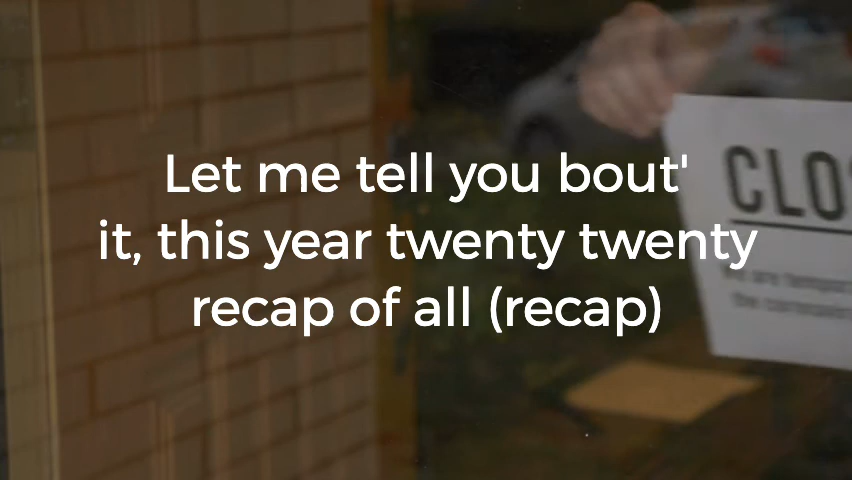 Let me tell you bout'
it, this year twenty twenty
recap of all (recap)
CLO